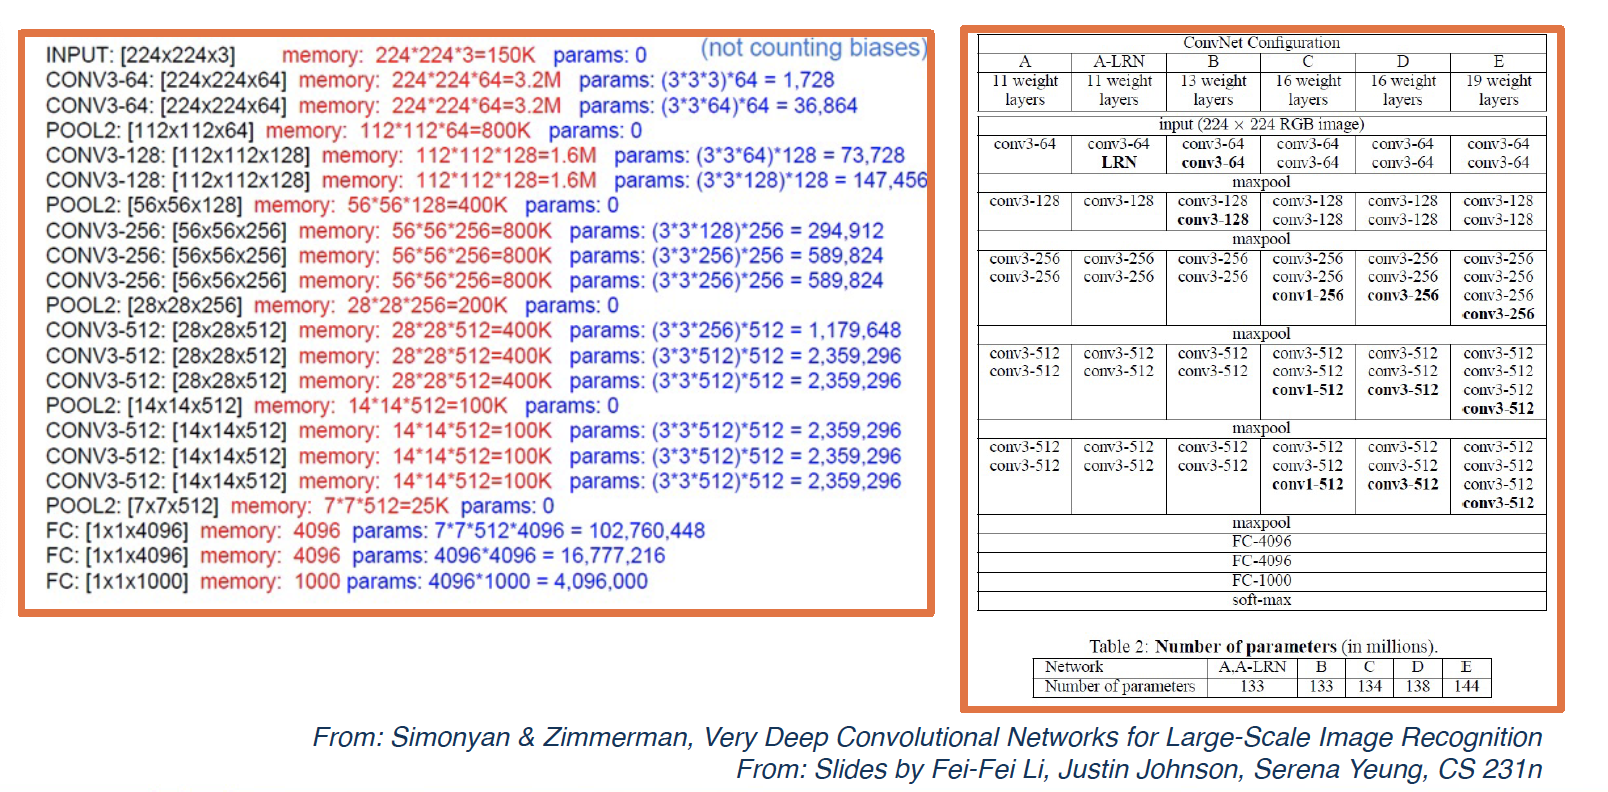 (not counting biases)
INPUT: [224x224x3] memory: 224*224*3=150K params: 0
CONV3-64: [224x224x64] memory: 224*224*64=3.2M params: (3*3*3)*64 = 1,728
CONV3-64: [224x224x64] memory: 224*224*64=3.2M params: (3*3*64)*64 = 36,864
POOL2: [112x112x64] memory: 112*112*64=800K params: 0
CONV3-128: [112x112x128] memory: 112*112*128=1.6M params: (3*3*64)*128 = 73,728
CONV3-128: [112x112x128] memory: 112*112*128=1.6M params: (3*3*128)*128 = 147,456
POOL2: [56x56x128] memory: 56*56*128=400K params: 0
CONV3-256: [56x56x256] memory: 56*56*256=800K params: (3*3*128)*256 = 294,912
CONV3-256: [56x56x256] memory: 56*56*256=800K params: (3*3*256)*256 = 589,824
CONV3-256: [56x56x256] memory: 56*56*256=800K params: (3*3*256)*256 = 589,824
POOL2: [28x28x256] memory: 28*28*256=200K params: 0
CONV3-512: [28x28x512] memory: 28*28*512=400K params: (3*3*256)*512 = 1,179,648
CONV3-512: [28x28x512] memory: 28*28*512=400K params: (3*3*512)*512 = 2,359,296
CONV3-512: [28x28x512] memory: 28*28*512=400K params: (3*3*512)*512 = 2,359,296
POOL2: [14x14x512] memory: 14*14*512=100K params: 0
CONV3-512: [14x14x512] memory: 14*14*512=100K params: (3*3*512)*512 = 2,359,296
CONV3-512: [14x14x512] memory: 14*14*512=100K params: (3*3*512)*512 = 2,359,296
CONV3-512: [14x14x512] memory: 14*14*512=100K params: (3*3*512)*512 = 2,359,296
POOL2: [7x7x512] memory: 7*7*512=25K params: 0
FC: [1x1x4096] memory: 4096 params: 7*7*512*4096 = 102,760,448
FC: [1x1x4096] memory: 4096 params: 4096*4096 = 16,777,216
FC: [1x1x1000] memory: 1000 params: 4096*1000 = 4,096,000
ConvNet Configuration
A A-LRN B C D E
11 weight 11 weight 13 weight 16 weight 16 weight 19 weight
layers layers layers layers layers layers
input (224 × 224 RGB image)
conv3-64 conv3-64 conv3-64 conv3-64 conv3-64 conv3-64
LRN conv3-64 conv3-64 conv3-64 conv3-64
maxpool
conv3-128 conv3-128 conv3-128 conv3-128 conv3-128 conv3-128
conv3-128 conv3-128 conv3-128 conv3-128
maxpool
conv3-256 conv3-256 conv3-256 conv3-256 conv3-256 conv3-256
conv3-256 conv3-256 conv3-256 conv3-256 conv3-256 conv3-256
conv1-256 conv3-256 conv3-256
conv3-256
maxpool
conv3-512 conv3-512 conv3-512 conv3-512 conv3-512 conv3-512
conv3-512 conv3-512 conv3-512 conv3-512 conv3-512 conv3-512
conv1-512 conv3-512 conv3-512
conv3-512
maxpool
conv3-512 conv3-512 conv3-512 conv3-512 conv3-512 conv3-512
conv3-512 conv3-512 conv3-512 conv3-512 conv3-512 conv3-512
conv1-512 conv3-512 conv3-512
conv3-512
maxpool
FC-4096
FC-4096
FC-1000
soft-max
Table 2: Number of parameters (in millions).
Network A,A-LRN B C D E
Number of parameters 133 133 134 138 144
From: Simonyan & Zimmerman, Very Deep Convolutional Networks for Large-Scale Image Recognition
From: Slides by Fei-Fei Li, Justin Johnson, Serena Yeung, CS 231n